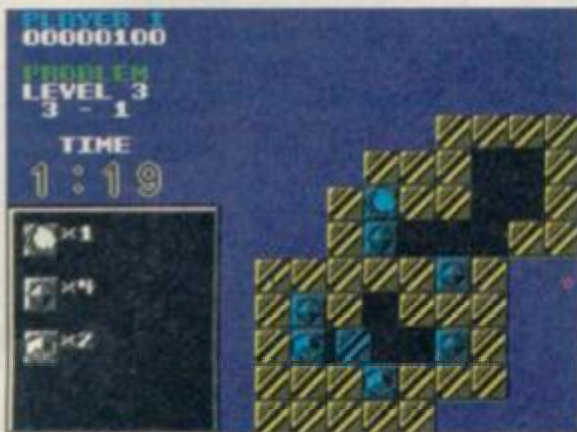 PLAYER 1
00000100
PROBLEM
LEVEL 3
3 - 1
TIME
1:19
×1
×4
×2